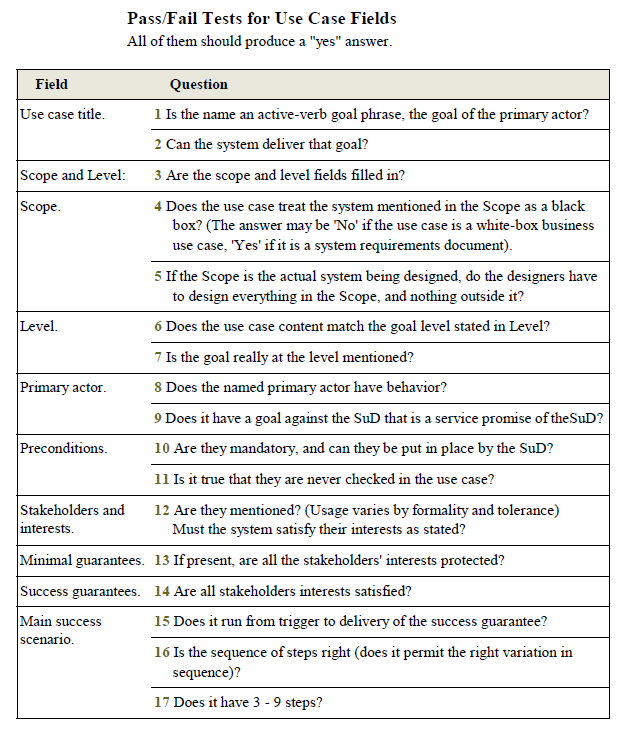 Pass/Fail Tests for Use Case Fields
All of them should produce a "yes" answer.
Field Question
Use case title. 1 Is the name an active-verb goal phrase, the goal of the primary actor?
2 Can the system deliver that goal?
Scope and Level: 3 Are the scope and level fields filled in?
Scope. 4 Does the use case treat the system mentioned in the Scope as a black
box? (The answer may be 'No' if the use case is a white-box business
use case, 'Yes' if it is a system requirements document).
5 If the Scope is the actual system being designed, do the designers have
to design everything in the Scope, and nothing outside it?
Level. 6 Does the use case content match the goal level stated in Level?
7 Is the goal really at the level mentioned?
Primary actor. 8 Does the named primary actor have behavior?
9 Does it have a goal against the SuD that is a service promise of theSuD?
Preconditions. 10 Are they mandatory, and can they be put in place by the SuD?
11 Is it true that they are never checked in the use case?
Stakeholders and 12 Are they mentioned? (Usage varies by formality and tolerance)
interests. Must the system satisfy their interests as stated?
Minimal guarantees. 13 If present, are all the stakeholders' interests protected?
Success guarantees. 14 Are all stakeholders interests satisfied?
Main success 15 Does it run from trigger to delivery of the success guarantee?
scenario.
16 Is the sequence of steps right (does it permit the right variation in
sequence)?
17 Does it have 3 - 9 steps?